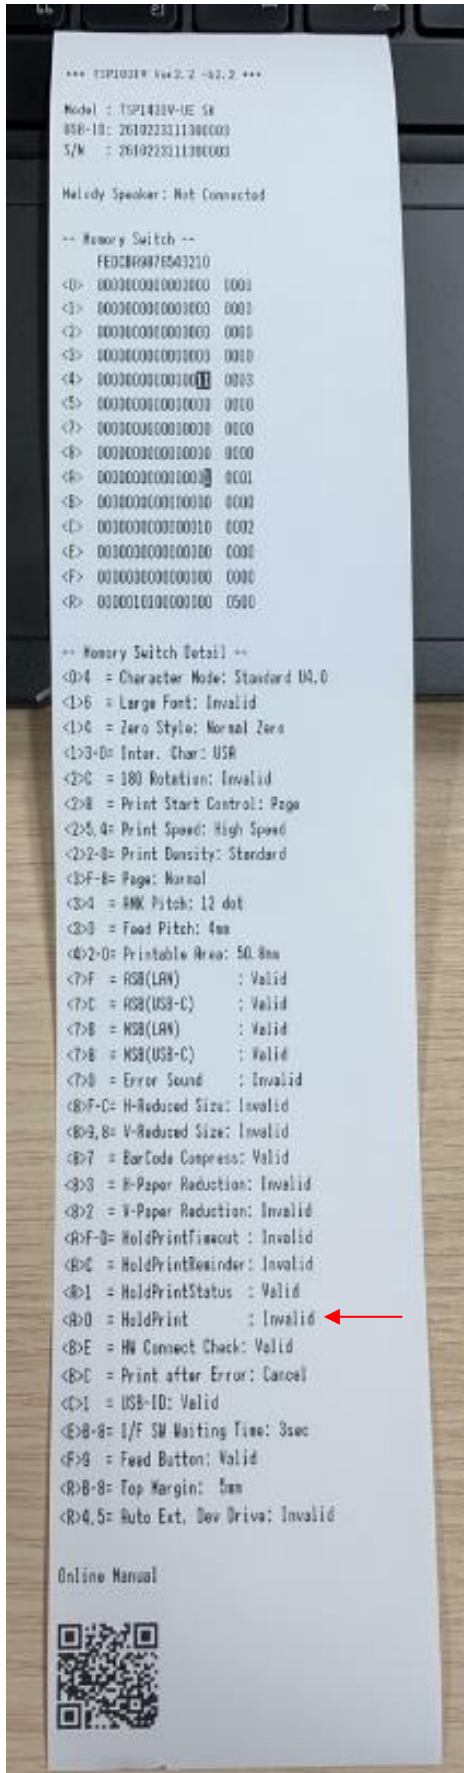 *** TSP100IV Ver2.2 -b2.2 ***
Model : TSP143IV-UE SK
USB-ID: 2610223111300003
S/N : 2610223111300003
Melody Speaker: Not Connected
-- Memory Switch --
FEDCBA9876543210
<0> 0000000000000000 0000
<1> 0000000000000000 0000
<2> 0000000000000000 0000
<3> 0000000000000000 0000
<4> 0000000000000011 0003
<5> 0000000000000000 0000
<7> 0000000000000000 0000
<8> 0000000000000000 0000
<A> 000000000000000 0001
<B> 0000000000000000 0000
<C> 0000000000000010 0002
<E> 0000000000000000 0000
<F> 0000000000000000 0000
<R> 0000010100000000 0500
-- Memory Switch Detail --
<0>4 = Character Mode: Standard U4.0
<1>6 = Large Font: Invalid
<1>4 = Zero Style: Normal Zero
<1>3-0= Inter. Char: USA
<2>C = 180 Rotation: Invalid
<2>8 = Print Start Control: Page
<2>5,4= Print Speed: High Speed
<2>2-0= Print Density: Standard
<3>F-8= Page: Normal
<3>4 = ANK Pitch: 12 dot
<3>0 = Feed Pitch: 4mm
<4>2-0= Printable Area: 50.8mm
<7>F = ASB(LAN) : Valid
<7>C = ASB(USB-C) : Valid
<7>B = NSB(LAN) : Valid
<7>8 = NSB(USB-C) : Valid
<7>0 = Error Sound : Invalid
<8>F-C= H-Reduced Size: Invalid
<8>9,8= V-Reduced Size: Invalid
<8>7 = BarCode Compress: Valid
<8>3 = H-Paper Reduction: Invalid
<8>2 = V-Paper Reduction: Invalid
<A>F-D= HoldPrintTimeout : Invalid
<A>C = HoldPrintReminder: Invalid
<A>1 = HoldPrintStatus : Valid
<A>0 = HoldPrint : Invalid
<B>E = HW Connect Check: Valid
<B>C = Print after Error: Cancel
<C>1 = USB-ID: Valid
<E>B-8= I/F SW Waiting Time: 3sec
<F>9 = Feed Button: Valid
<R>B-8= Top Margin: 5mm
<R>4,5= Auto Ext. Dev Drive: Invalid
Online Manual